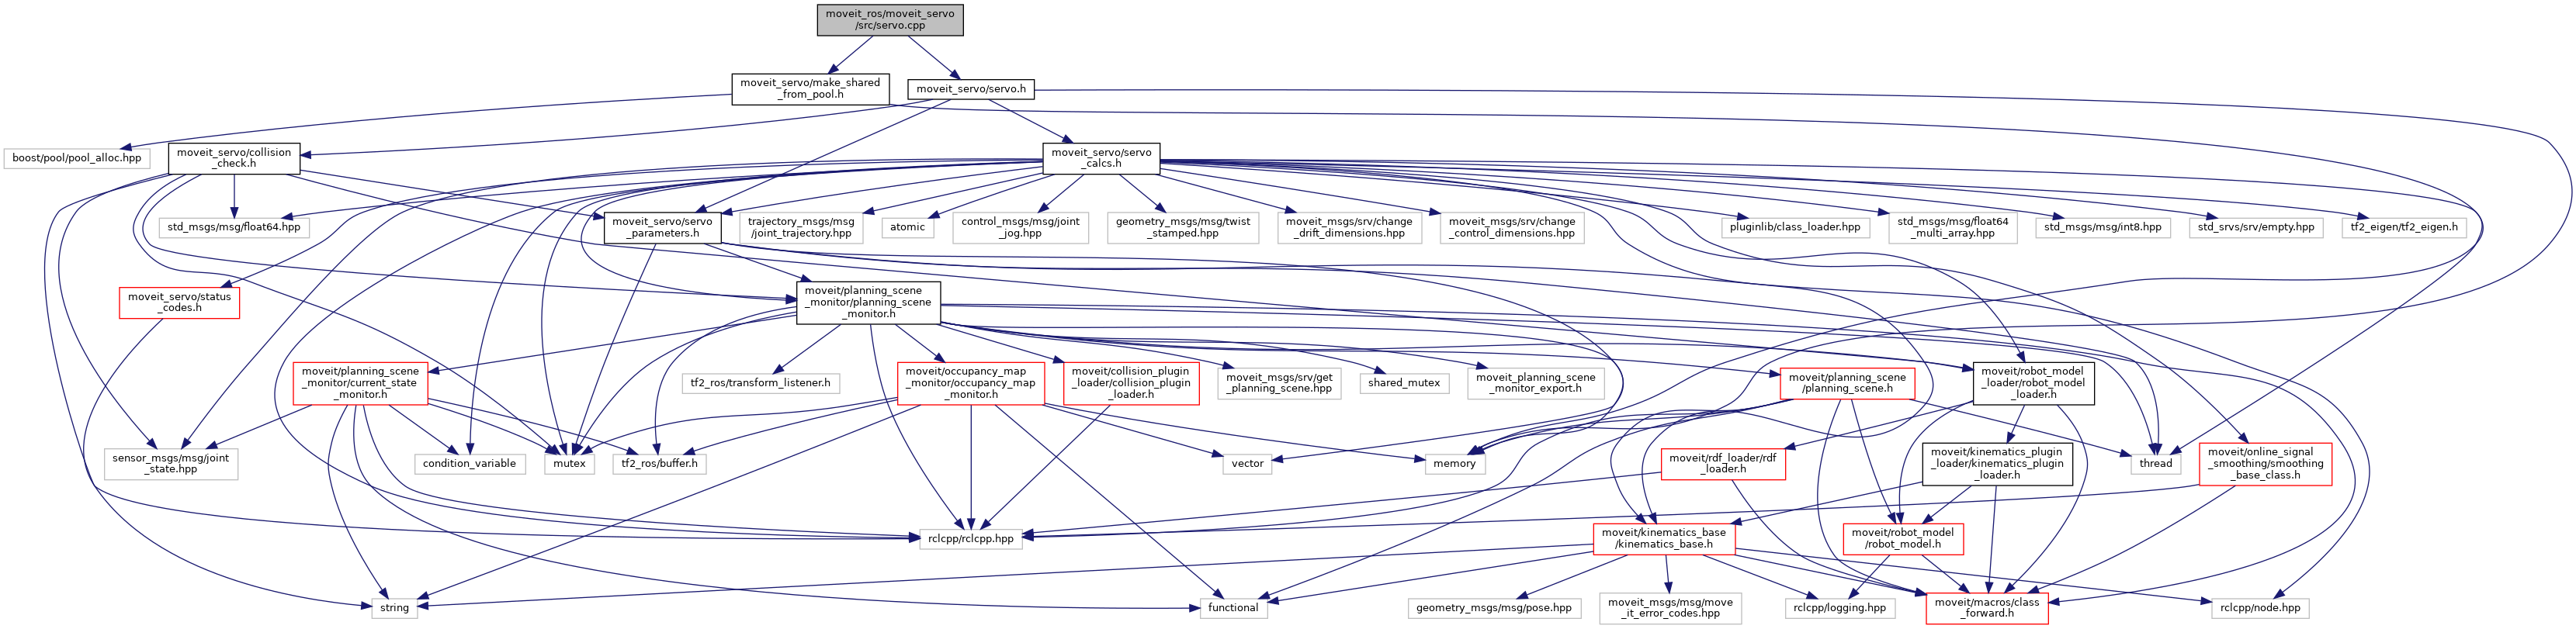 moveit_ros/moveit_servo
/src/servo.cpp
moveit_servo/make_shared
_from_pool.h
moveit_servo/servo.h
boost/pool/pool_alloc.hpp
moveit_servo/collision
_check.h
moveit_servo/servo
_calcs.h
std_msgs/msg/float64.hpp
moveit_servo/servo
_parameters.h
trajectory_msgs/msg
/joint_trajectory.hpp
atomic
control_msgs/msg/joint
_jog.hpp
geometry_msgs/msg/twist
_stamped.hpp
moveit_msgs/srv/change
_drift_dimensions.hpp
moveit_msgs/srv/change
_control_dimensions.hpp
pluginlib/class_loader.hpp
std_msgs/msg/float64
_multi_array.hpp
std_msgs/msg/int8.hpp
std_srvs/srv/empty.hpp
tf2_eigen/tf2_eigen.h
moveit_servo/status
_codes.h
moveit/planning_scene
_monitor/planning_scene
_monitor.h
moveit/planning_scene
_monitor/current_state
_monitor.h
tf2_ros/transform_listener.h
moveit/occupancy_map
_monitor/occupancy_map
_monitor.h
moveit/collision_plugin
_loader/collision_plugin
_loader.h
moveit_msgs/srv/get
_planning_scene.hpp
shared_mutex
moveit_planning_scene
_monitor_export.h
moveit/planning_scene
/planning_scene.h
moveit/robot_model
_loader/robot_model
_loader.h
sensor_msgs/msg/joint
_state.hpp
condition_variable
mutex
tf2_ros/buffer.h
vector
memory
moveit/rdf_loader/rdf
_loader.h
moveit/kinematics_plugin
_loader/kinematics_plugin
_loader.h
thread
moveit/online_signal
_smoothing/smoothing
_base_class.h
rclcpp/rclcpp.hpp
moveit/kinematics_base
/kinematics_base.h
moveit/robot_model
/robot_model.h
string
functional
geometry_msgs/msg/pose.hpp
moveit_msgs/msg/move
_it_error_codes.hpp
rclcpp/logging.hpp
moveit/macros/class
_forward.h
rclcpp/node.hpp